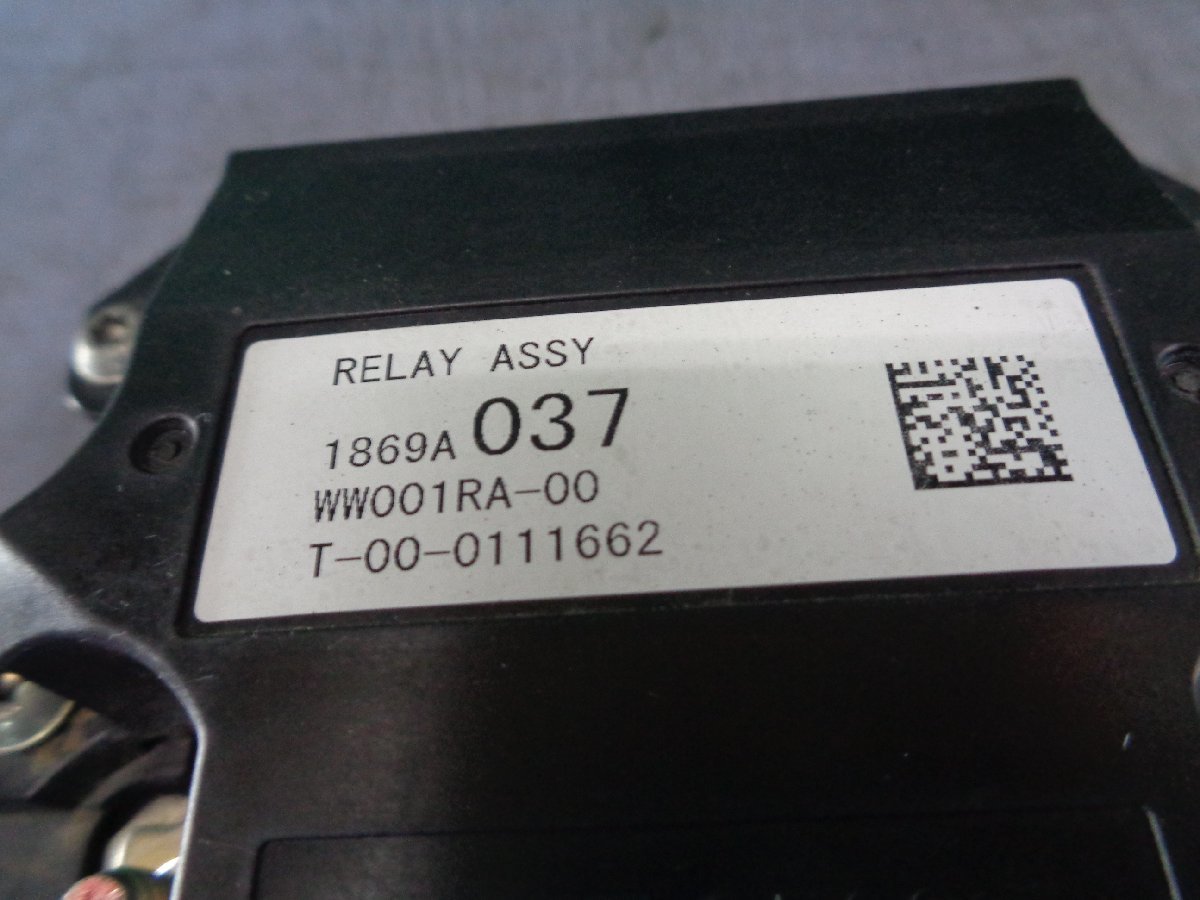 RELAY ASSY
1869A 037
WW001RA-00
T-00-0111662